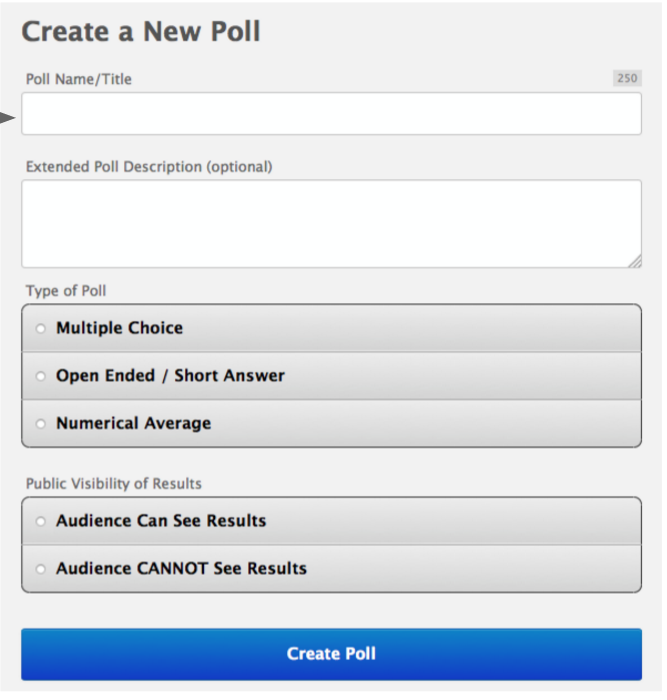 Create a New Poll
Poll Name/Title 250
Extended Poll Description (optional)
Type of Poll
Multiple Choice
Open Ended / Short Answer
Numerical Average
Public Visibility of Results
Audience Can See Results
Audience CANNOT See Results
Create Poll